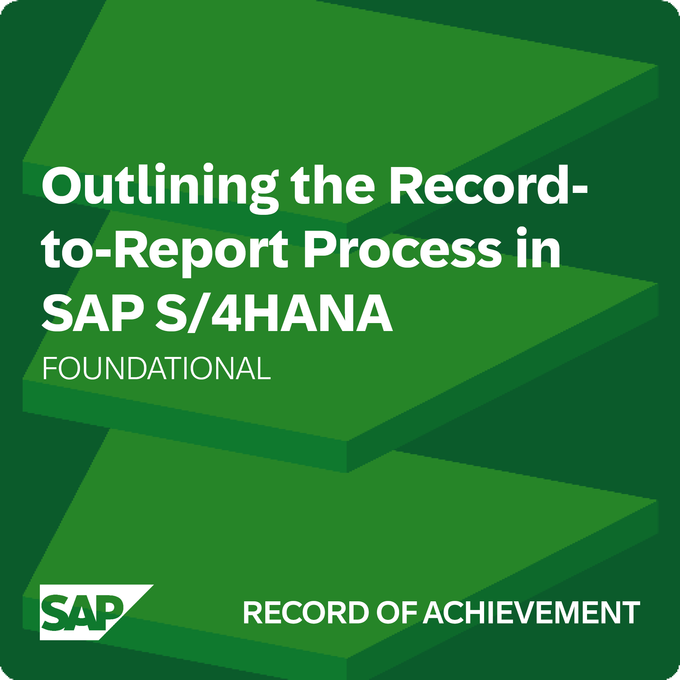 Outlining the Record-
to-Report Process in
SAP S/4HANA
FOUNDATIONAL
SAP
RECORD OF ACHIEVEMENT